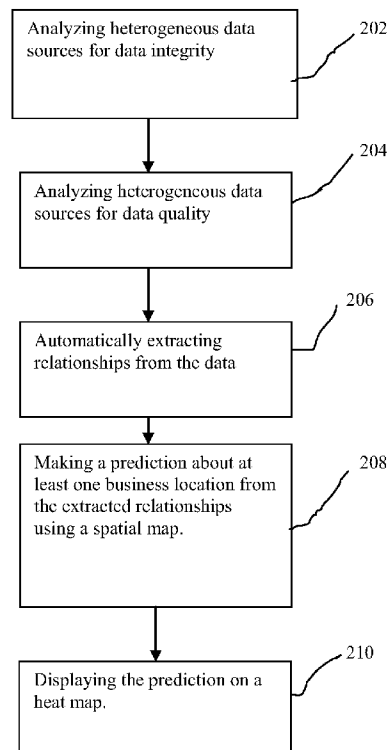 Analyzing heterogeneous data
sources for data integrity
202
Analyzing heterogeneous data
sources for data quality
204
Automatically extracting
relationships from the data
206
Making a prediction about at
least one business location from
the extracted relationships
using a spatial map.
208
Displaying the prediction on a
heat map.
210